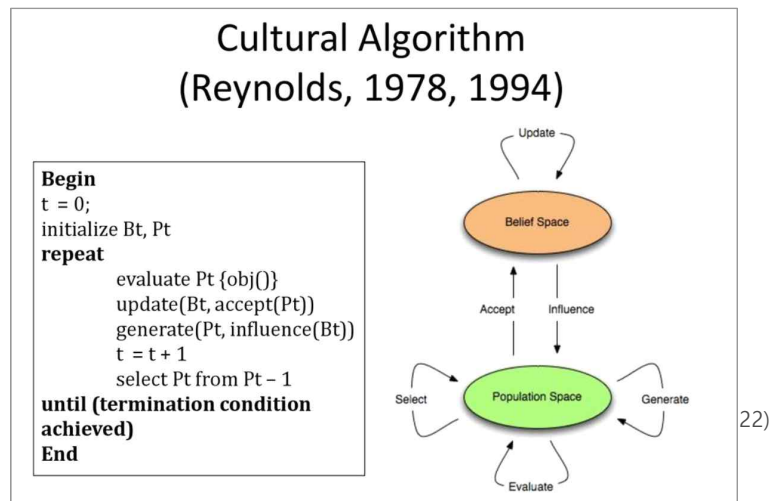 Cultural Algorithm
(Reynolds, 1978, 1994)
Begin
t = 0;
initialize Bt, Pt
repeat
evaluate Pt {obj()}
update(Bt, accept(Pt))
generate(Pt, influence(Bt))
t = t + 1
select Pt from Pt – 1
until (termination condition
achieved)
End
Update
Belief Space
Accept
Influence
Select
Population Space
Generate
Evaluate
22)